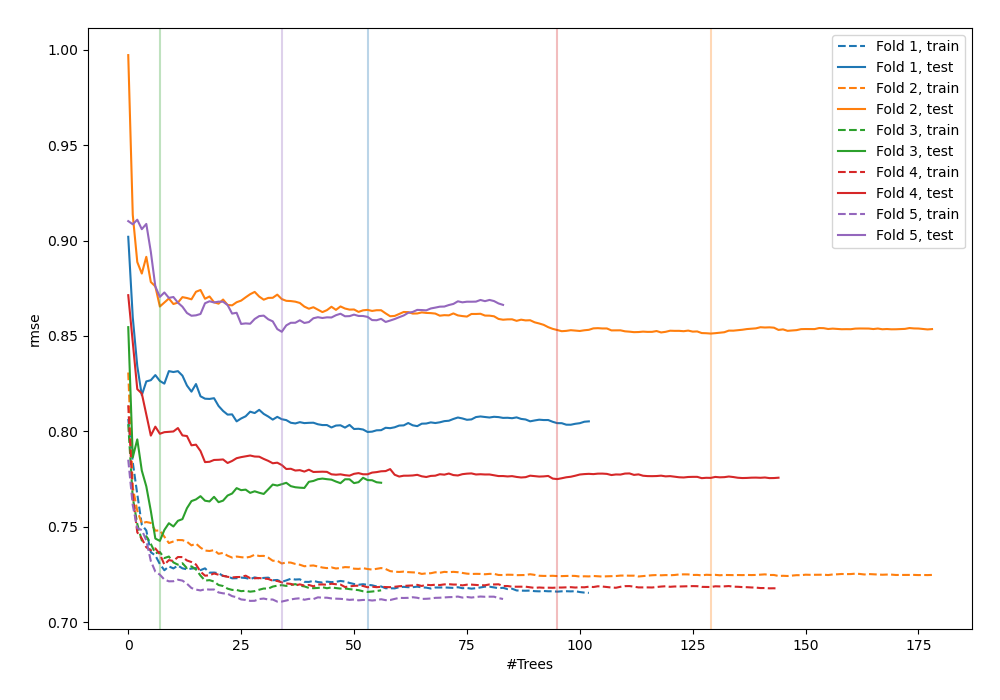 1.00
0.95
0.90
0.85
0.80
0.75
0.70
rmse
0
25
50
75
100
125
150
175
#Trees
Fold 1, train
Fold 1, test
Fold 2, train
Fold 2, test
Fold 3, train
Fold 3, test
Fold 4, train
Fold 4, test
Fold 5, train
Fold 5, test